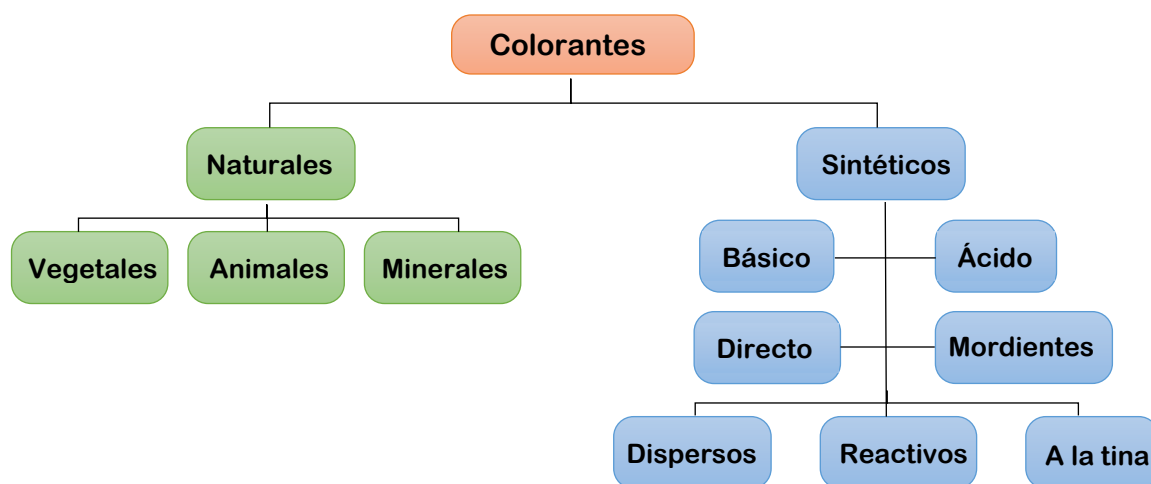 Colorantes
Naturales
Sintéticos
Vegetales
Animales
Minerales
Básico
Ácido
Directo
Mordientes
Dispersos
Reactivos
A la tina